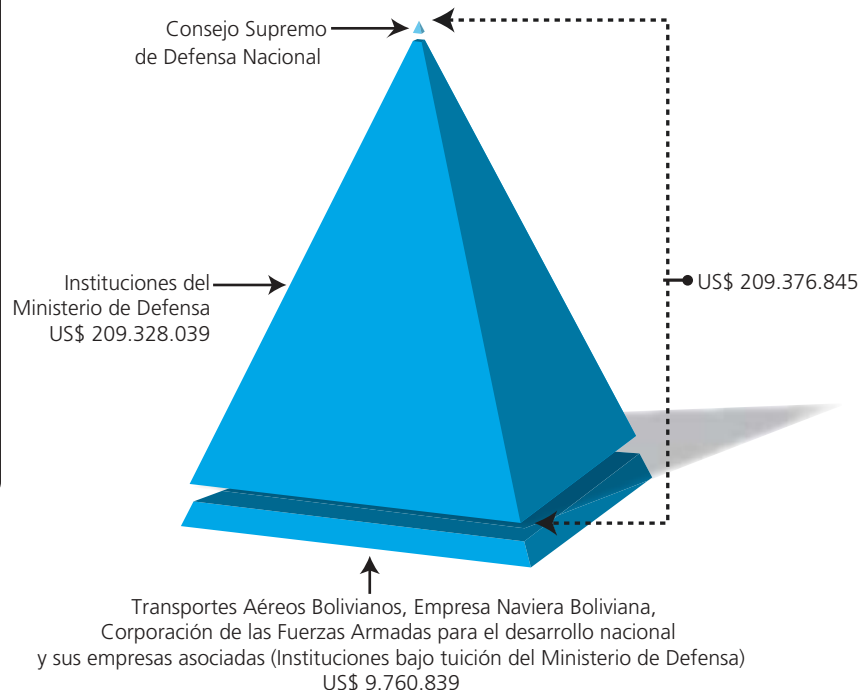 Consejo Supremo
de Defensa Nacional
Instituciones del
Ministerio de Defensa
US$ 209.328.039
US$ 209.376.845
Transportes Aéreos Bolivianos, Empresa Naviera Boliviana,
Corporación de las Fuerzas Armadas para el desarrollo nacional
y sus empresas asociadas (Instituciones bajo tuición del Ministerio de Defensa)
US$ 9.760.839